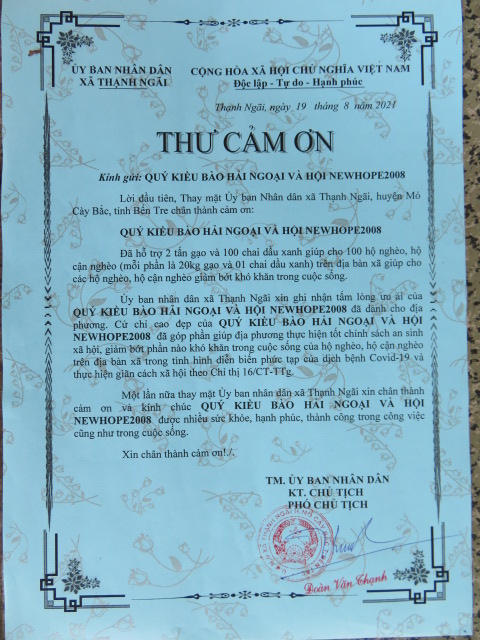 ỦY BAN NHÂN DÂN
XÃ THẠNH NGÃI
CỘNG HÒA XÃ HỘI CHỦ NGHĨA VIỆT NAM
Độc lập - Tự do - Hạnh phúc
Thạnh Ngãi, ngày 19 tháng 8 năm 2021
THƯ CẢM ƠN
Kính gửi: QUÝ KIỀU BÀO HẢI NGOẠI VÀ HỘI NEWHOPE2008
Lời đầu tiên, Thay mặt Ủy ban Nhân dân xã Thạnh Ngãi, huyện Mỏ
Cày Bắc, tỉnh Bến Tre chân thành cảm ơn:
QUÝ KIỀU BÀO HẢI NGOẠI VÀ HỘI NEWHOPE2008
Đã hỗ trợ 2 tấn gạo và 100 chai dầu xanh giúp cho 100 hộ nghèo, hộ
cận nghèo (mỗi phần là 20kg gạo và 01 chai dầu xanh) trên địa bàn xã giúp cho
các hộ nghèo, hộ cận nghèo giảm bớt khó khăn trong cuộc sống.
Ủy ban nhân dân xã Thạnh Ngãi xin ghi nhận tấm lòng ưu ái của
QUÝ KIỀU BÀO HẢI NGOẠI VÀ HỘI NEWHOPE2008 đã dành cho địa
phương. Cử chỉ cao đẹp của QUÝ KIỀU BÀO HẢI NGOẠI VÀ HỘI
NEWHOPE2008 đã góp phần giúp địa phương thực hiện tốt chính sách an sinh
xã hội, giảm bớt phần nào khó khăn trong cuộc sống của hộ nghèo, hộ cận nghèo
trên địa bàn xã trong tình hình diễn biến phức tạp của dịch bệnh Covid-19 và
thực hiện giãn cách xã hội theo Chỉ thị 16/CT-TTg.
Một lần nữa thay mặt Ủy ban nhân dân xã Thạnh Ngãi xin chân thành
cảm ơn và kính chúc QUÝ KIỀU BÀO HẢI NGOẠI VÀ HỘI
NEWHOPE2008 được nhiều sức khỏe, hạnh phúc, thành công trong công việc
cũng như trong cuộc sống.
Xin chân thành cảm ơn!./.
TM. ỦY BAN NHÂN DÂN
KT. CHỦ TỊCH
PHÓ CHỦ TỊCH
Đoàn Văn Chạnh